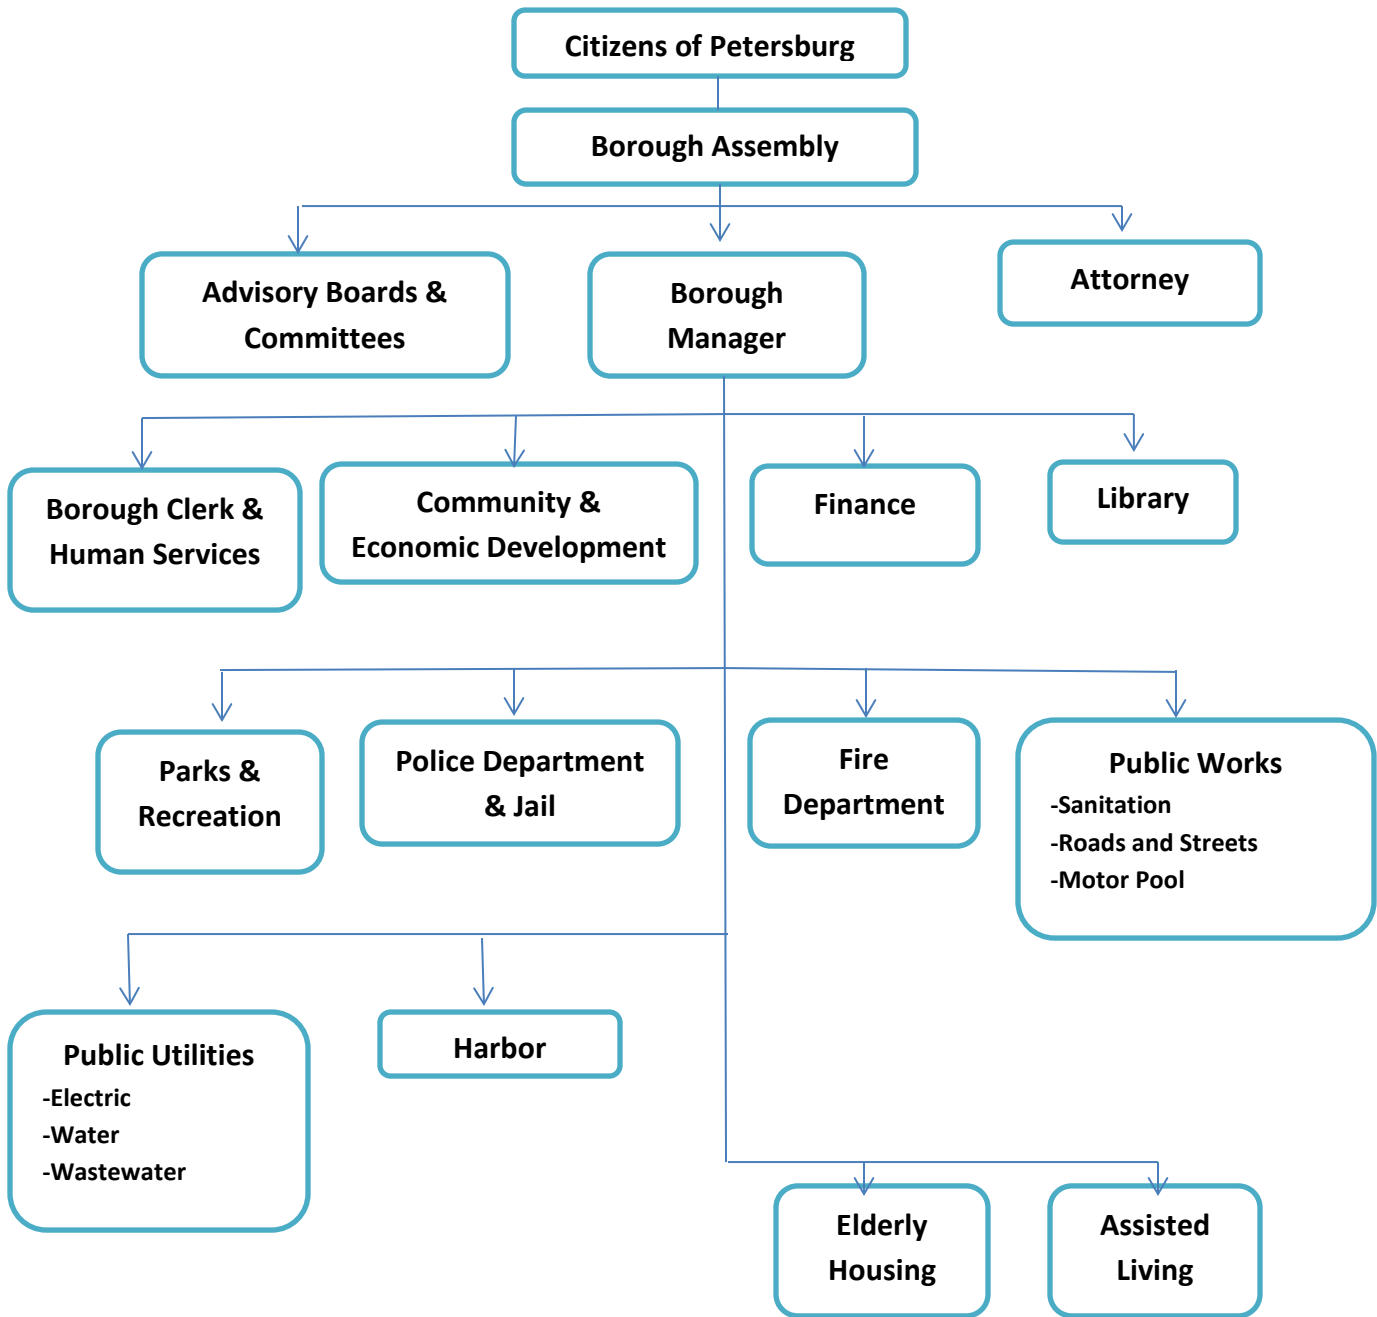 Citizens of Petersburg
Borough Assembly
Advisory Boards &
Committees
Borough
Manager
Attorney
Borough Clerk &
Human Services
Community &
Economic Development
Finance
Library
Parks &
Recreation
Police Department
& Jail
Fire
Department
Public Works
-Sanitation
-Roads and Streets
-Motor Pool
Public Utilities
-Electric
-Water
-Wastewater
Harbor
Elderly
Housing
Assisted
Living